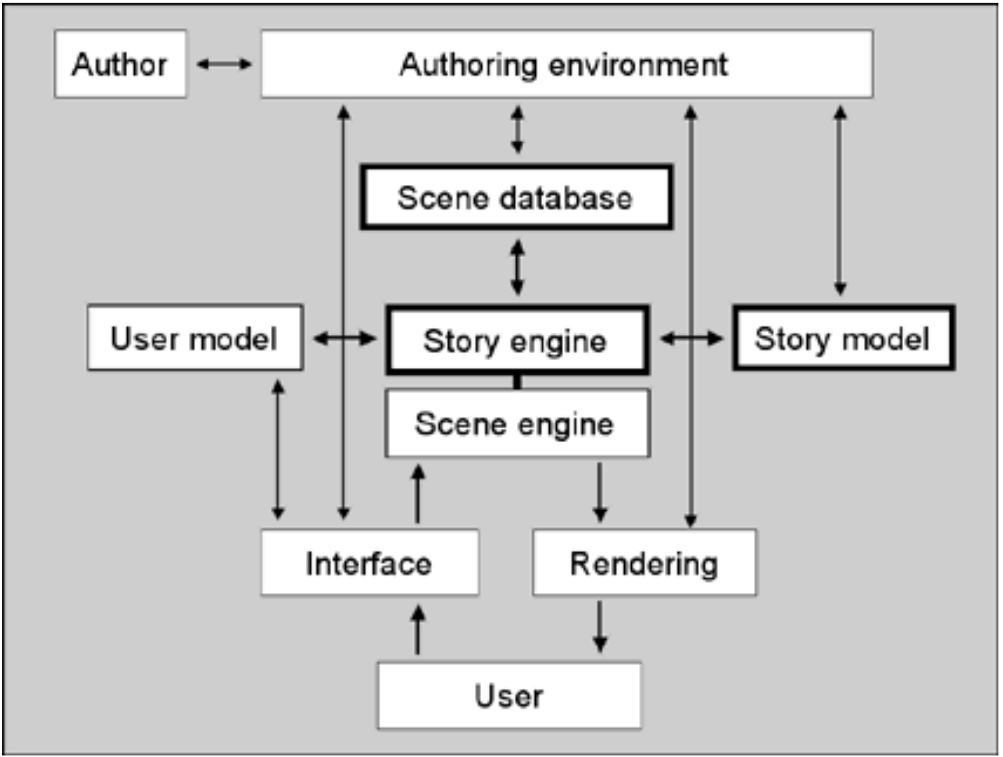 Author
Authoring environment
Scene database
User model
Story engine
Story model
Scene engine
Interface
Rendering
User